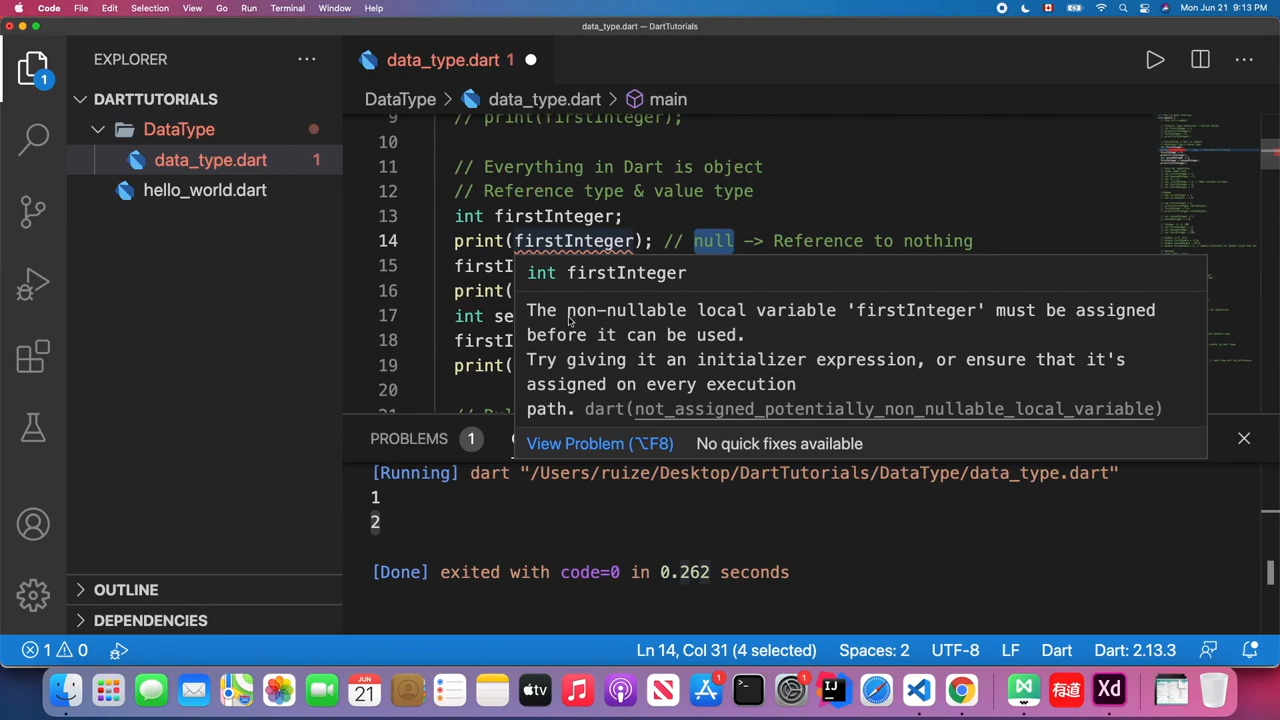 Code File Edit Selection View Go Run Terminal Window Help
A
Mon Jun 21 9:13 PM
data_type.dart — DartTutorials
EXPLORER
data_type.dart 1
1
DARTTUTORIALS
DataType
data_type.dart 1
hello_world.dart
DataType > data_type.dart > main
9 // print(firstInteger);
10
11 //Everything in Dart is object
12 //Reference type & value type
13 int firstInteger;
14 print(firstInteger); // null -> Reference to nothing
15 firstI
16 print(
17 int se
18 firstI
19 print(
20
int firstInteger
The non-nullable local variable 'firstInteger' must be assigned
before it can be used.
Try giving it an initializer expression, or ensure that it's
assigned on every execution
path. dart(not_assigned_potentially_non_nullable_local_variable)
View Problem (⌥F8) No quick fixes available
PROBLEMS 1
[Running] dart "/Users/ruize/Desktop/DartTutorials/DataType/data_type.dart"
1
2
[Done] exited with code=0 in 0.262 seconds
OUTLINE
DEPENDENCIES
1 0
Ln 14, Col 31 (4 selected) Spaces: 2 UTF-8 LF Dart Dart: 2.13.3
JUN
21
tv
1
1
IJ
有道
Xd